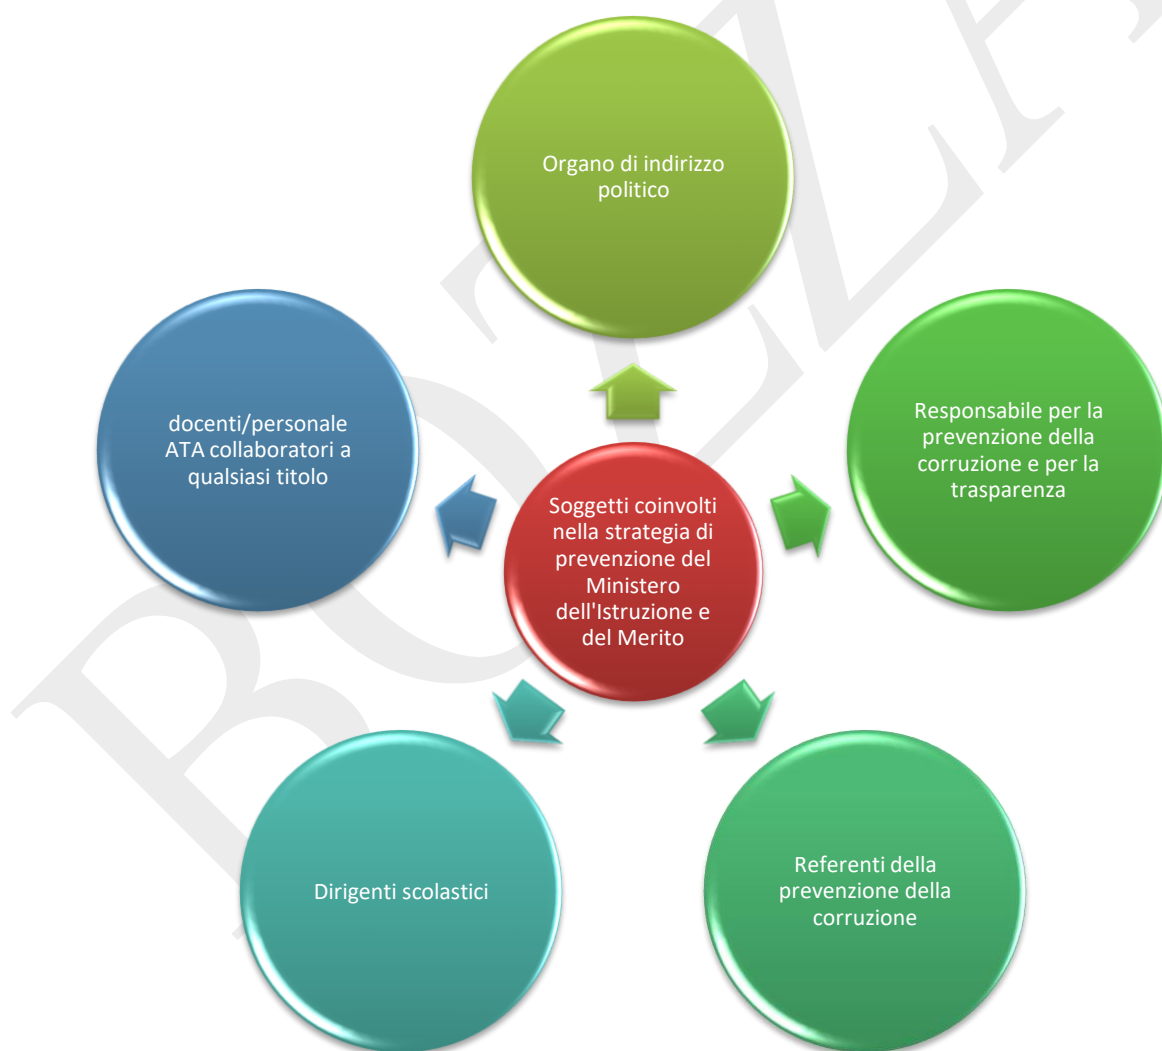 Organo di indirizzo
politico
Responsabile per la
prevenzione della
corruzione e per la
trasparenza
Referenti della
prevenzione della
corruzione
Dirigenti scolastici
docenti/personale
ATA collaboratori a
qualsiasi titolo
Soggetti coinvolti
nella strategia di
prevenzione del
Ministero
dell'Istruzione e
del Merito
BOZZA